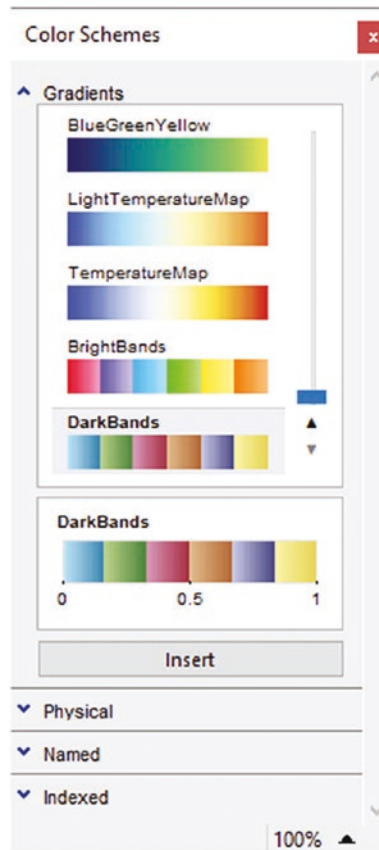 Color Schemes
x
Gradients
BlueGreenYellow
LightTemperatureMap
TemperatureMap
BrightBands
DarkBands
DarkBands
0 0.5 1
Insert
Physical
Named
Indexed
100%